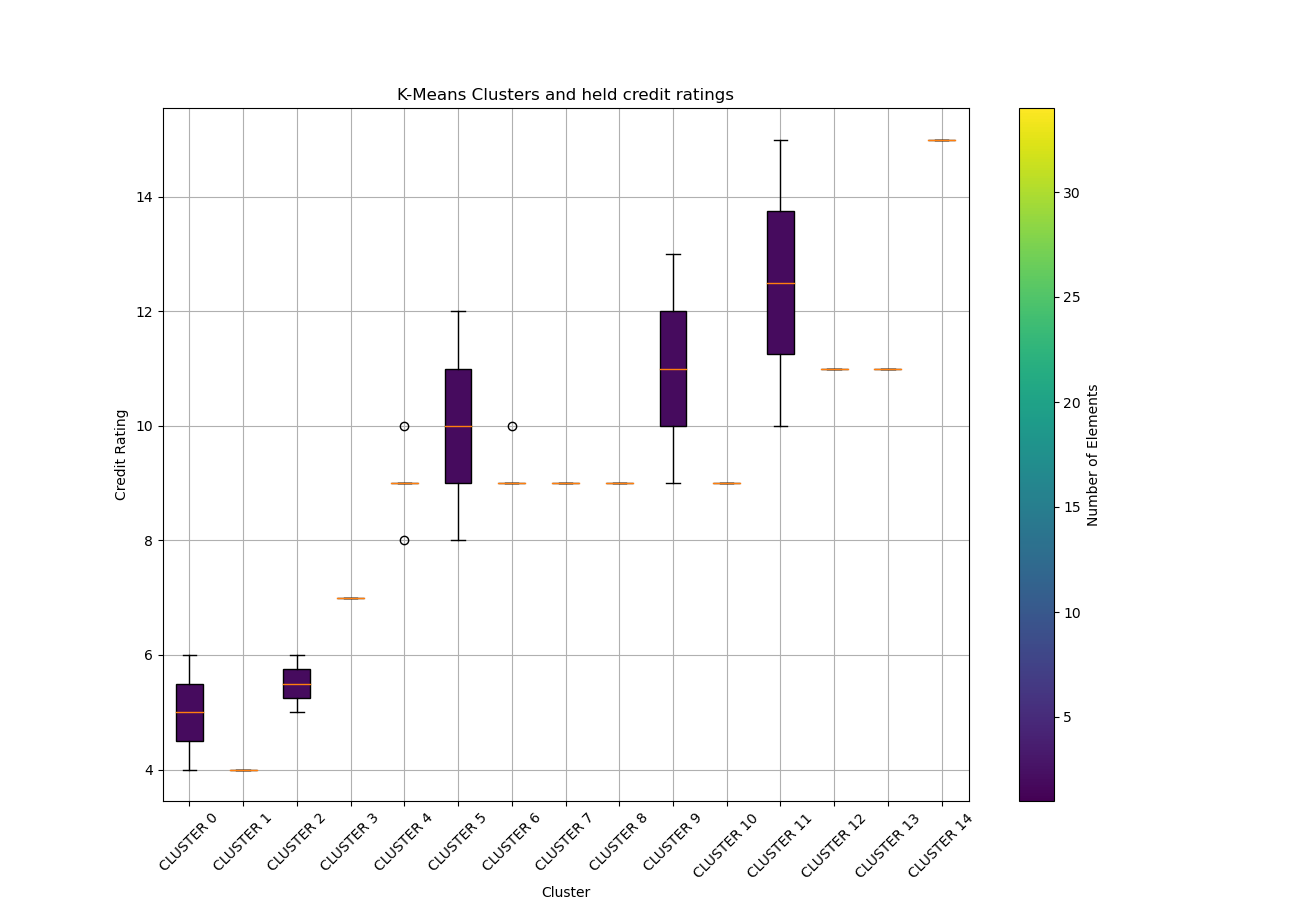 K-Means Clusters and held credit ratings
Credit Rating
14
12
10
8
6
4
CLUSTER 0
CLUSTER 1
CLUSTER 2
CLUSTER 3
CLUSTER 4
CLUSTER 5
CLUSTER 6
CLUSTER 7
CLUSTER 8
CLUSTER 9
CLUSTER 10
CLUSTER 11
CLUSTER 12
CLUSTER 13
CLUSTER 14
Cluster
30
25
20
15
10
5
Number of Elements